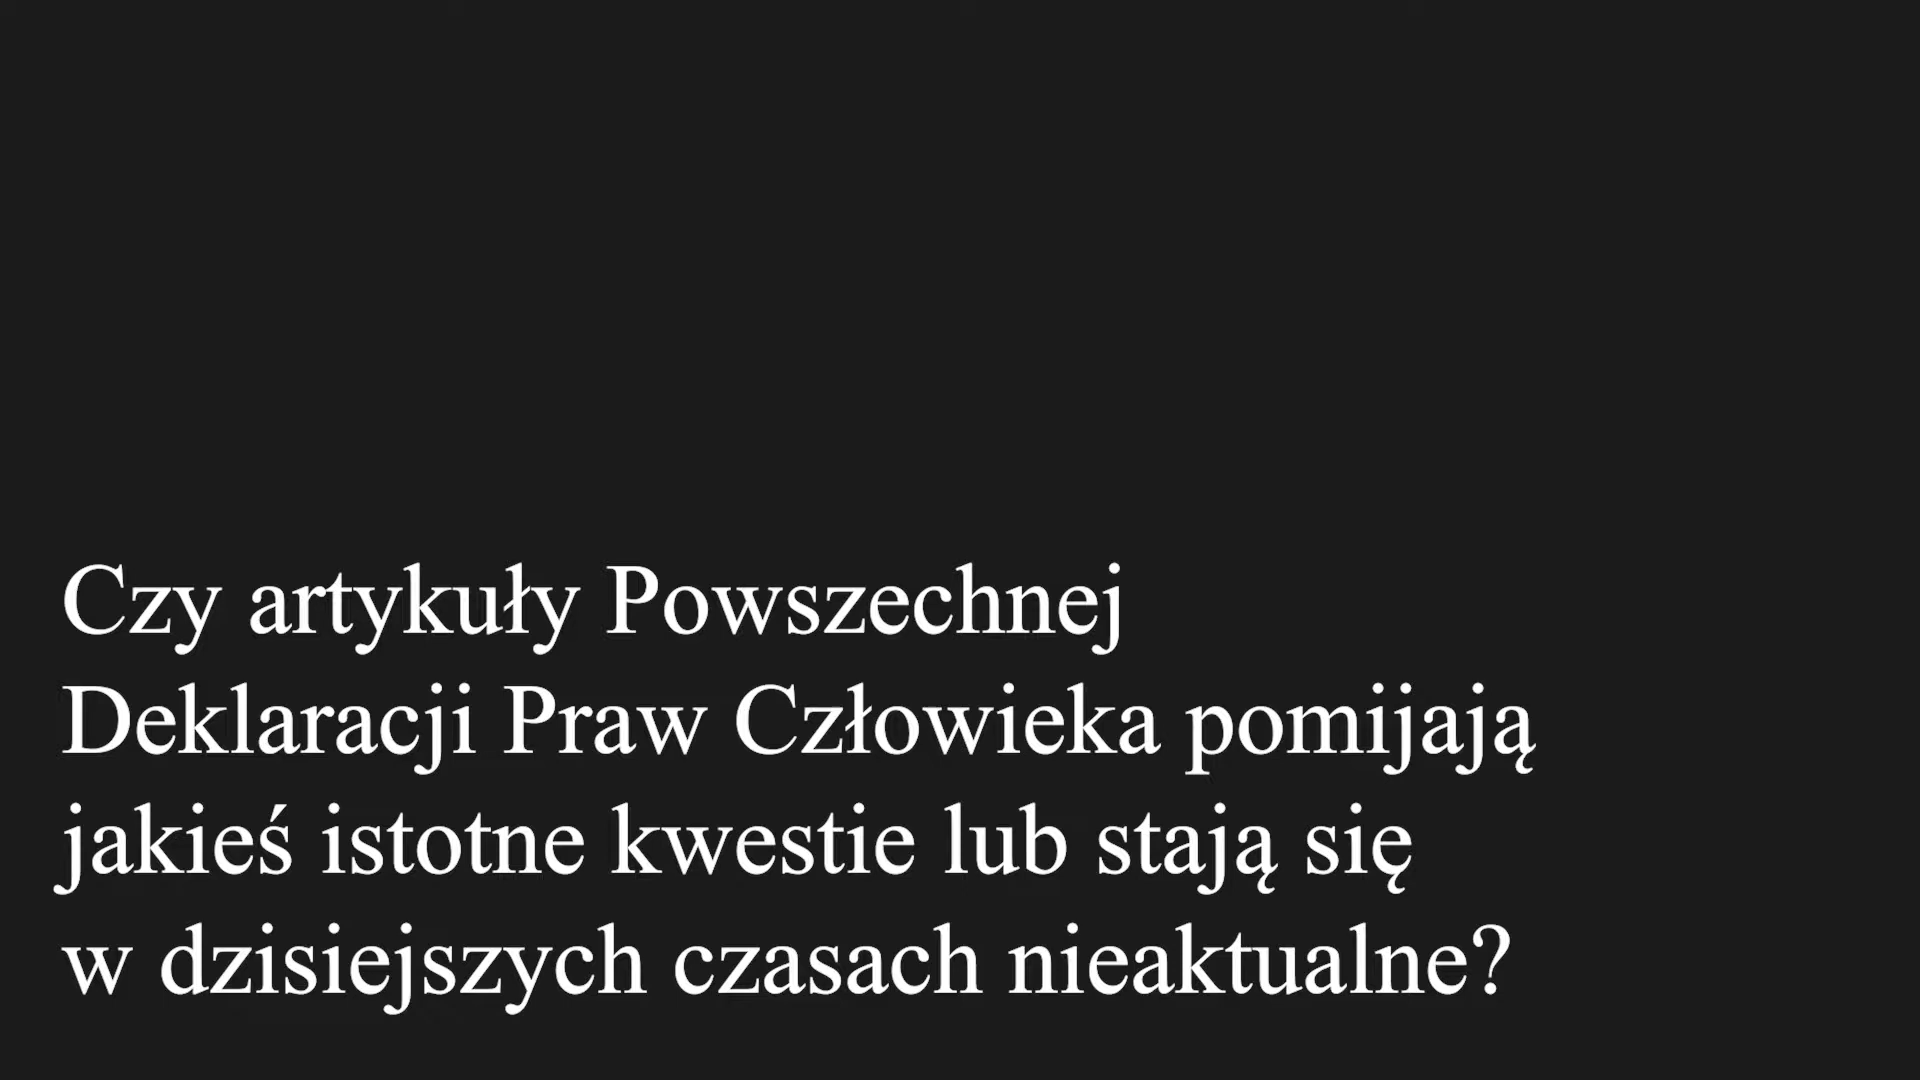 Czy artykuły Powszechnej
Deklaracji Praw Człowieka pomijają
jakieś istotne kwestie lub stają się
w dzisiejszych czasach nieaktualne?